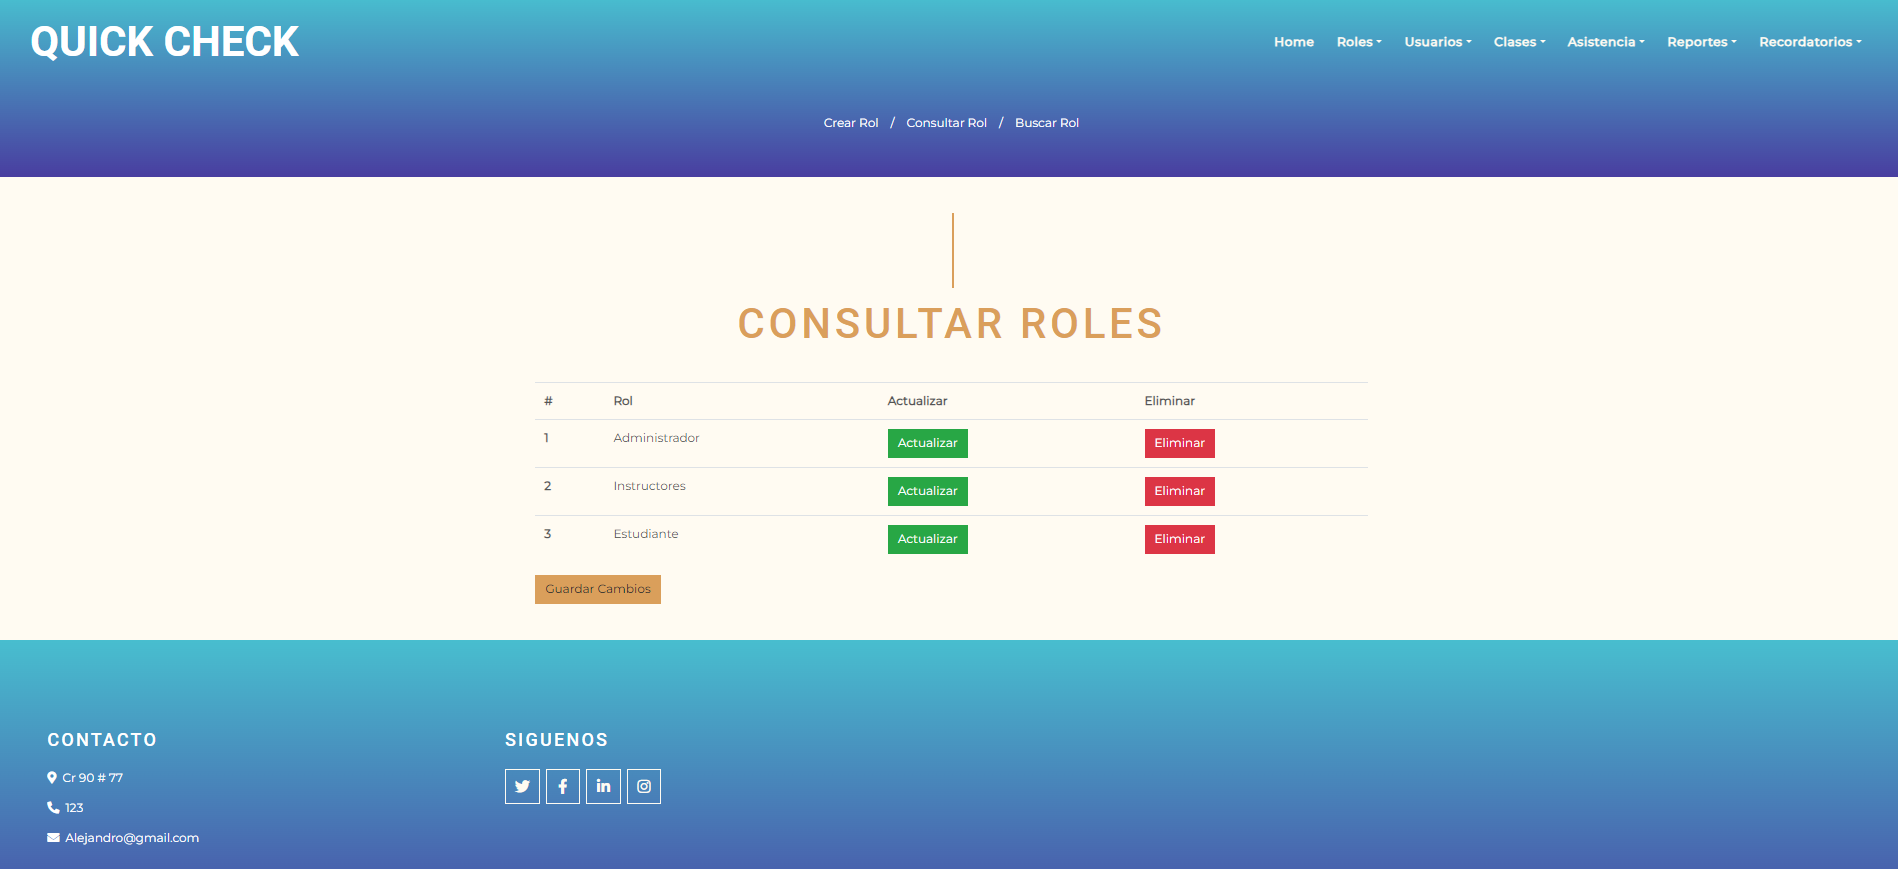 QUICK CHECK
Home Roles Usuarios Clases Asistencia Reportes Recordatorios
Crear Rol / Consultar Rol / Buscar Rol
CONSULTAR ROLES
# Rol Actualizar Eliminar
1 Administrador Actualizar Eliminar
2 Instructores Actualizar Eliminar
3 Estudiante Actualizar Eliminar
Guardar Cambios
CONTACTO
Cr 90 # 77
123
Alejandro@gmail.com
SIGUENOS